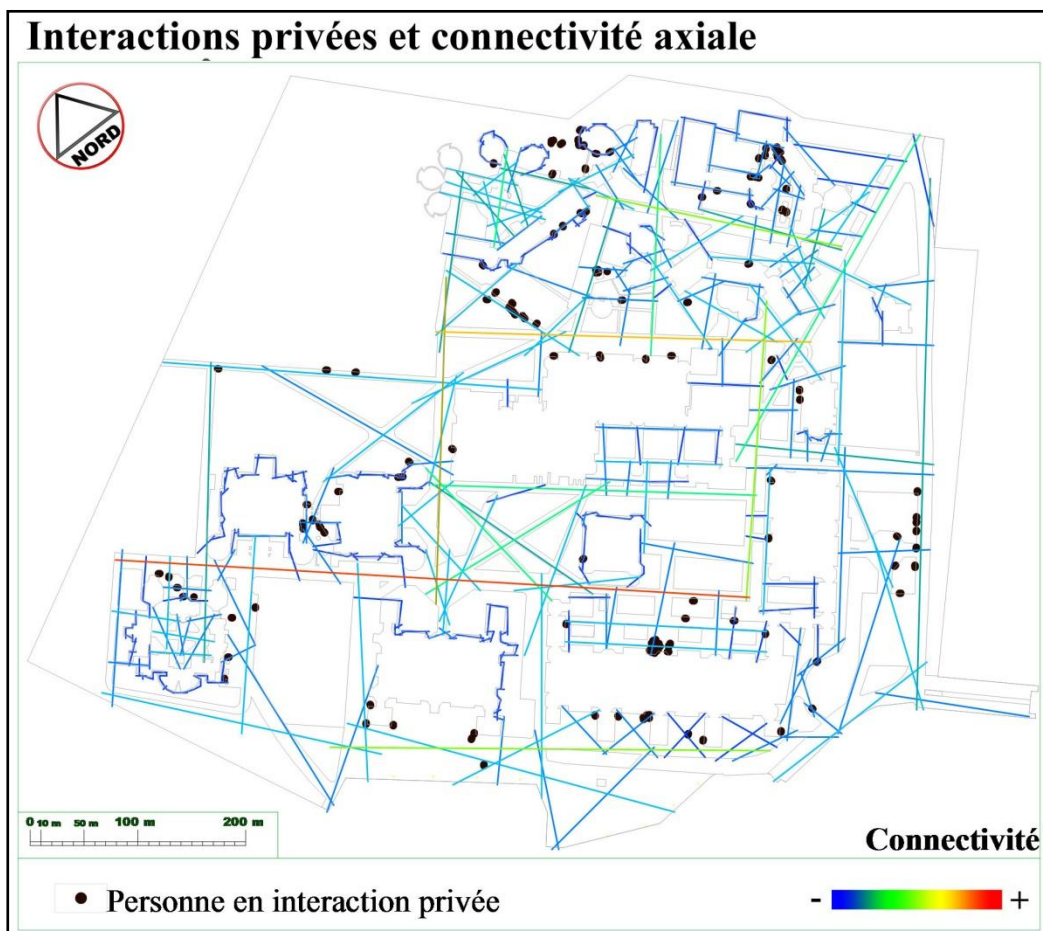 Interactions privées et connectivité axiale
NORD
0 10 m 50 m 100 m 200 m
Connectivité
Personne en interaction privée
- +